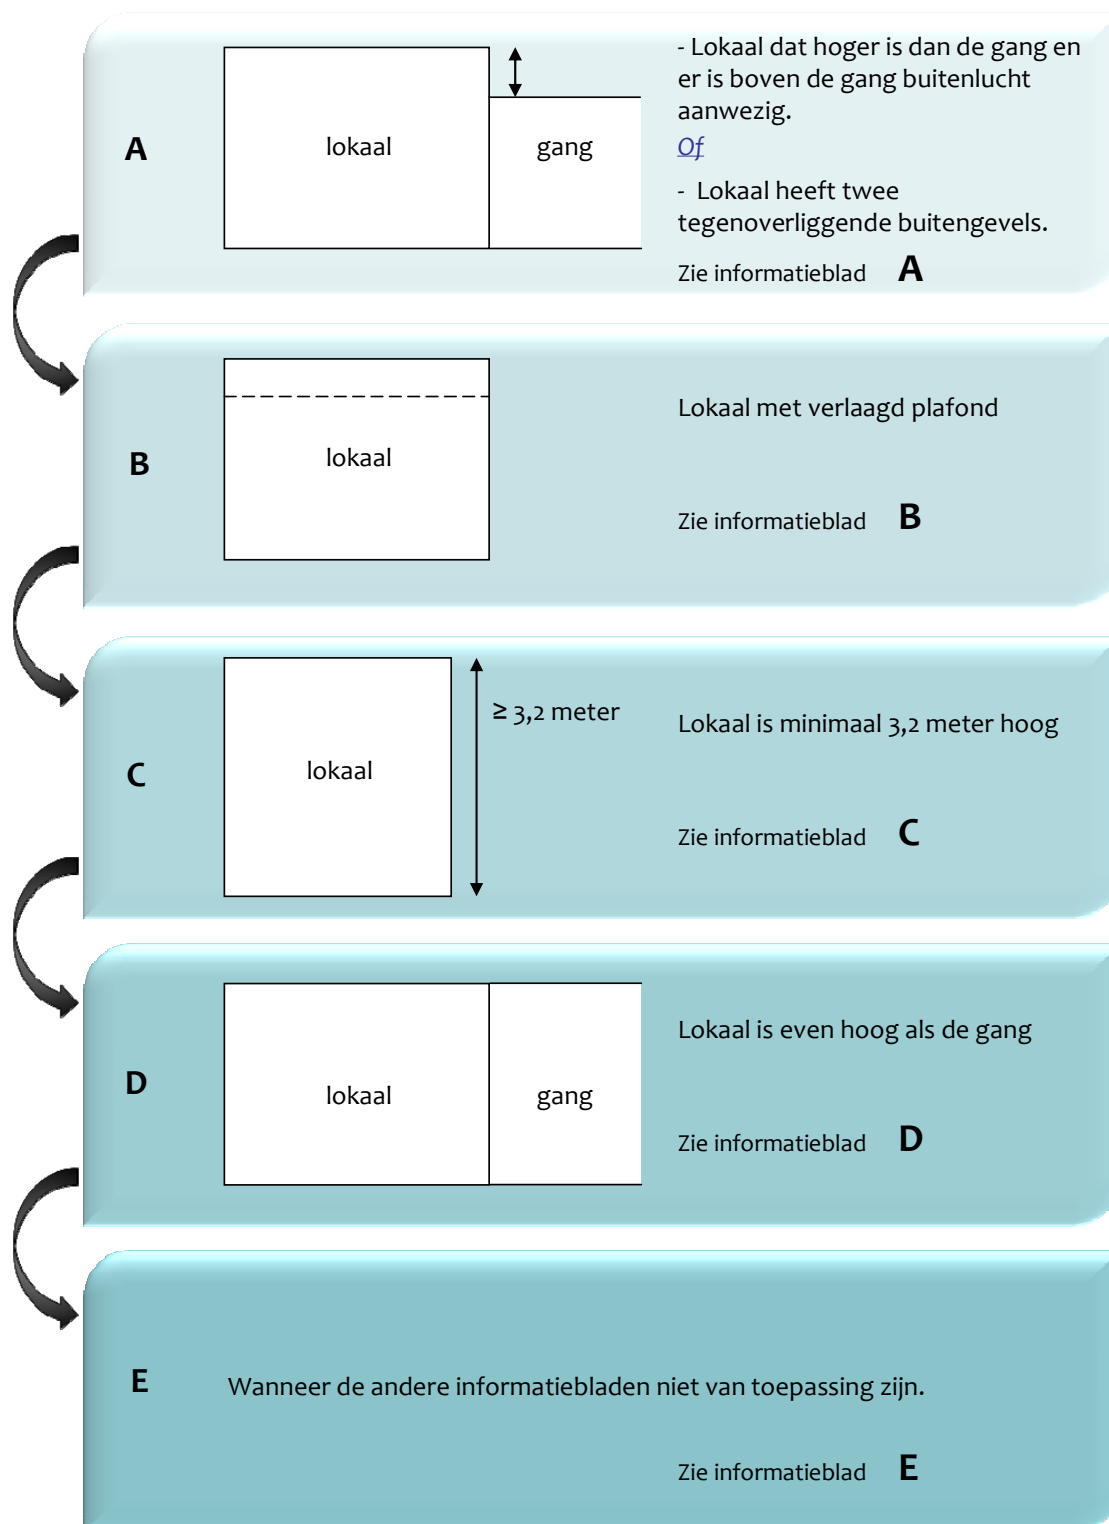 - Lokaal dat hoger is dan de gang en
er is boven de gang buitenlucht
aanwezig.
A
lokaal
gang
Of
- Lokaal heeft twee
tegenoverliggende buitengevels.
Zie informatieblad A
Lokaal met verlaagd plafond
B
lokaal
Zie informatieblad B
≥ 3,2 meter
Lokaal is minimaal 3,2 meter hoog
C
lokaal
Zie informatieblad C
Lokaal is even hoog als de gang
D
lokaal
gang
Zie informatieblad D
E
Wanneer de andere informatiebladen niet van toepassing zijn.
Zie informatieblad E